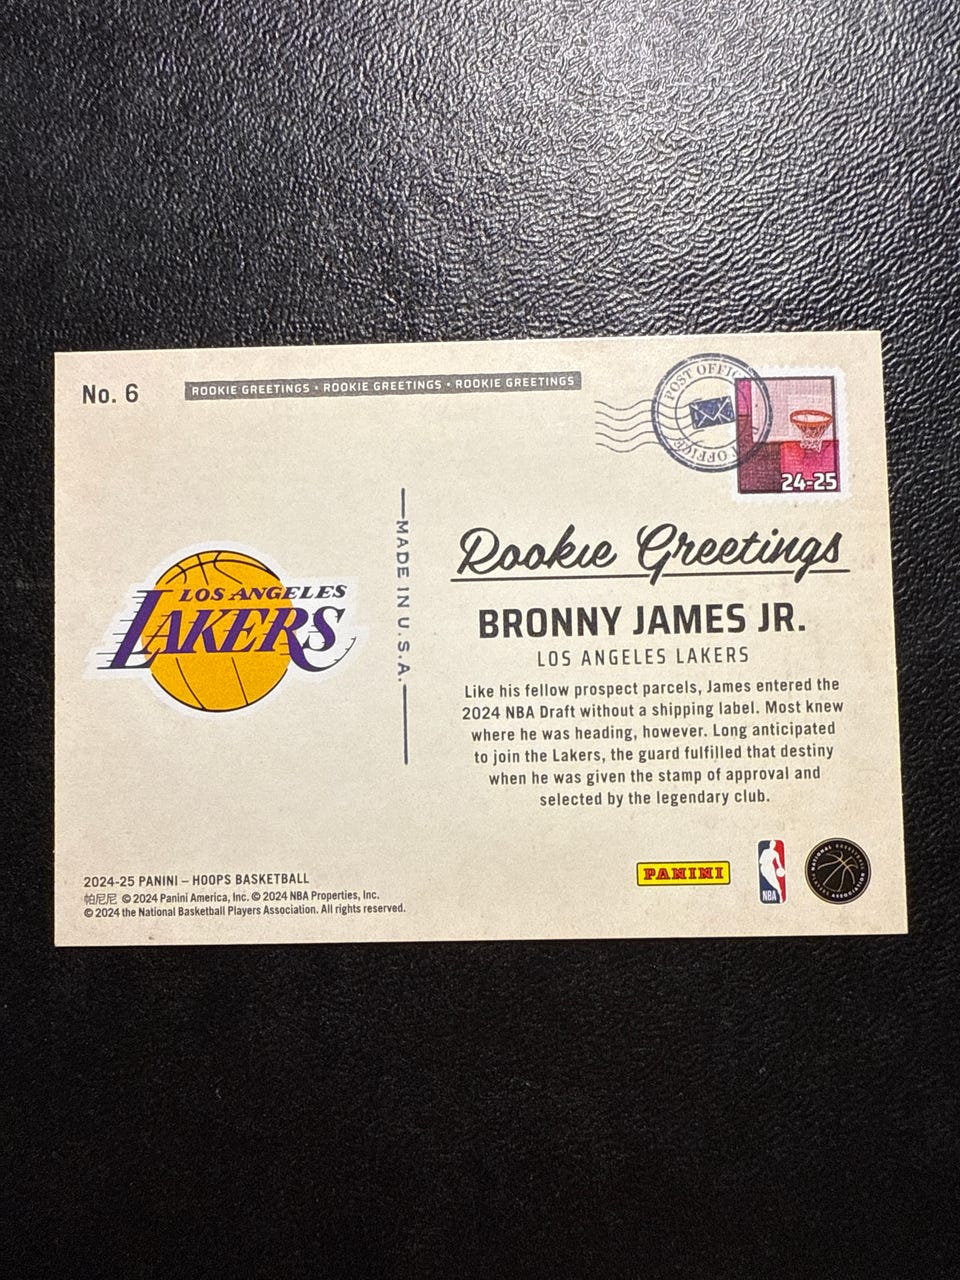 No. 6
ROOKIE GREETINGS • ROOKIE GREETINGS • ROOKIE GREETINGS
POST OFFICE
24-25
LOS ANGELES
LAKERS
MADE IN U.S.A.
Rookie Greetings
BRONNY JAMES JR.
LOS ANGELES LAKERS
Like his fellow prospect parcels, James entered the
2024 NBA Draft without a shipping label. Most knew
where he was heading, however. Long anticipated
to join the Lakers, the guard fulfilled that destiny
when he was given the stamp of approval and
selected by the legendary club.
2024-25 PANINI – HOOPS BASKETBALL
帕尼尼 © 2024 Panini America, Inc. © 2024 NBA Properties, Inc.
© 2024 the National Basketball Players Association. All rights reserved.
PANINI
NBA
NATIONAL BASKETBALL
PLAYERS ASSOCIATION